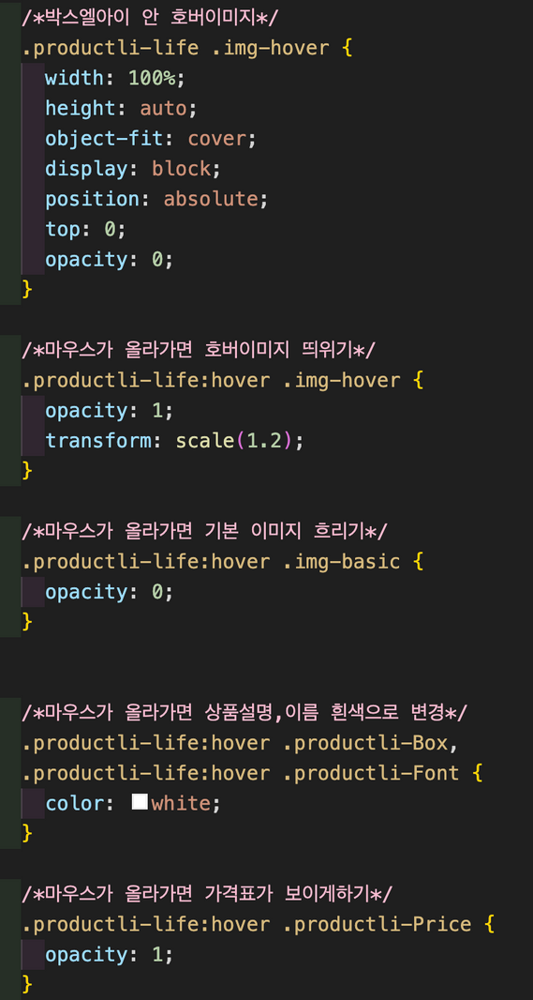 /*박스엘아이 안 호버이미지*/
.productli-life .img-hover {
  width: 100%;
  height: auto;
  object-fit: cover;
  display: block;
  position: absolute;
  top: 0;
  opacity: 0;
}
/*마우스가 올라가면 호버이미지 띄위기*/
.productli-life:hover .img-hover {
  opacity: 1;
  transform: scale(1.2);
}
/*마우스가 올라가면 기본 이미지 흐리기*/
.productli-life:hover .img-basic {
  opacity: 0;
}
/*마우스가 올라가면 상품설명,이름 흰색으로 변경*/
.productli-life:hover .productli-Box,
.productli-life:hover .productli-Font {
  color: white;
}
/*마우스가 올라가면 가격표가 보이게하기*/
.productli-life:hover .productli-Price {
  opacity: 1;
}